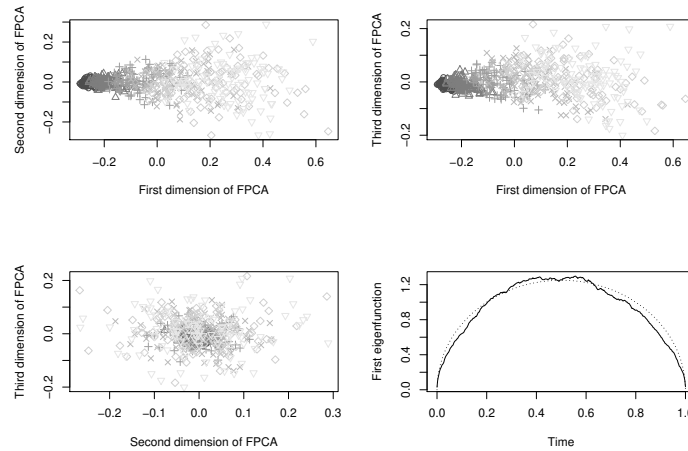 Second dimension of FPCA
0.2
0.0
−0.2
−0.2 0.0 0.2 0.4 0.6
First dimension of FPCA
Third dimension of FPCA
0.2
0.0
−0.2
−0.2 0.0 0.2 0.4 0.6
First dimension of FPCA
Third dimension of FPCA
0.2
0.0
−0.2
−0.2 −0.1 0.0 0.1 0.2 0.3
Second dimension of FPCA
First eigenfunction
1.2
0.8
0.4
0.0
0.0 0.2 0.4 0.6 0.8 1.0
Time